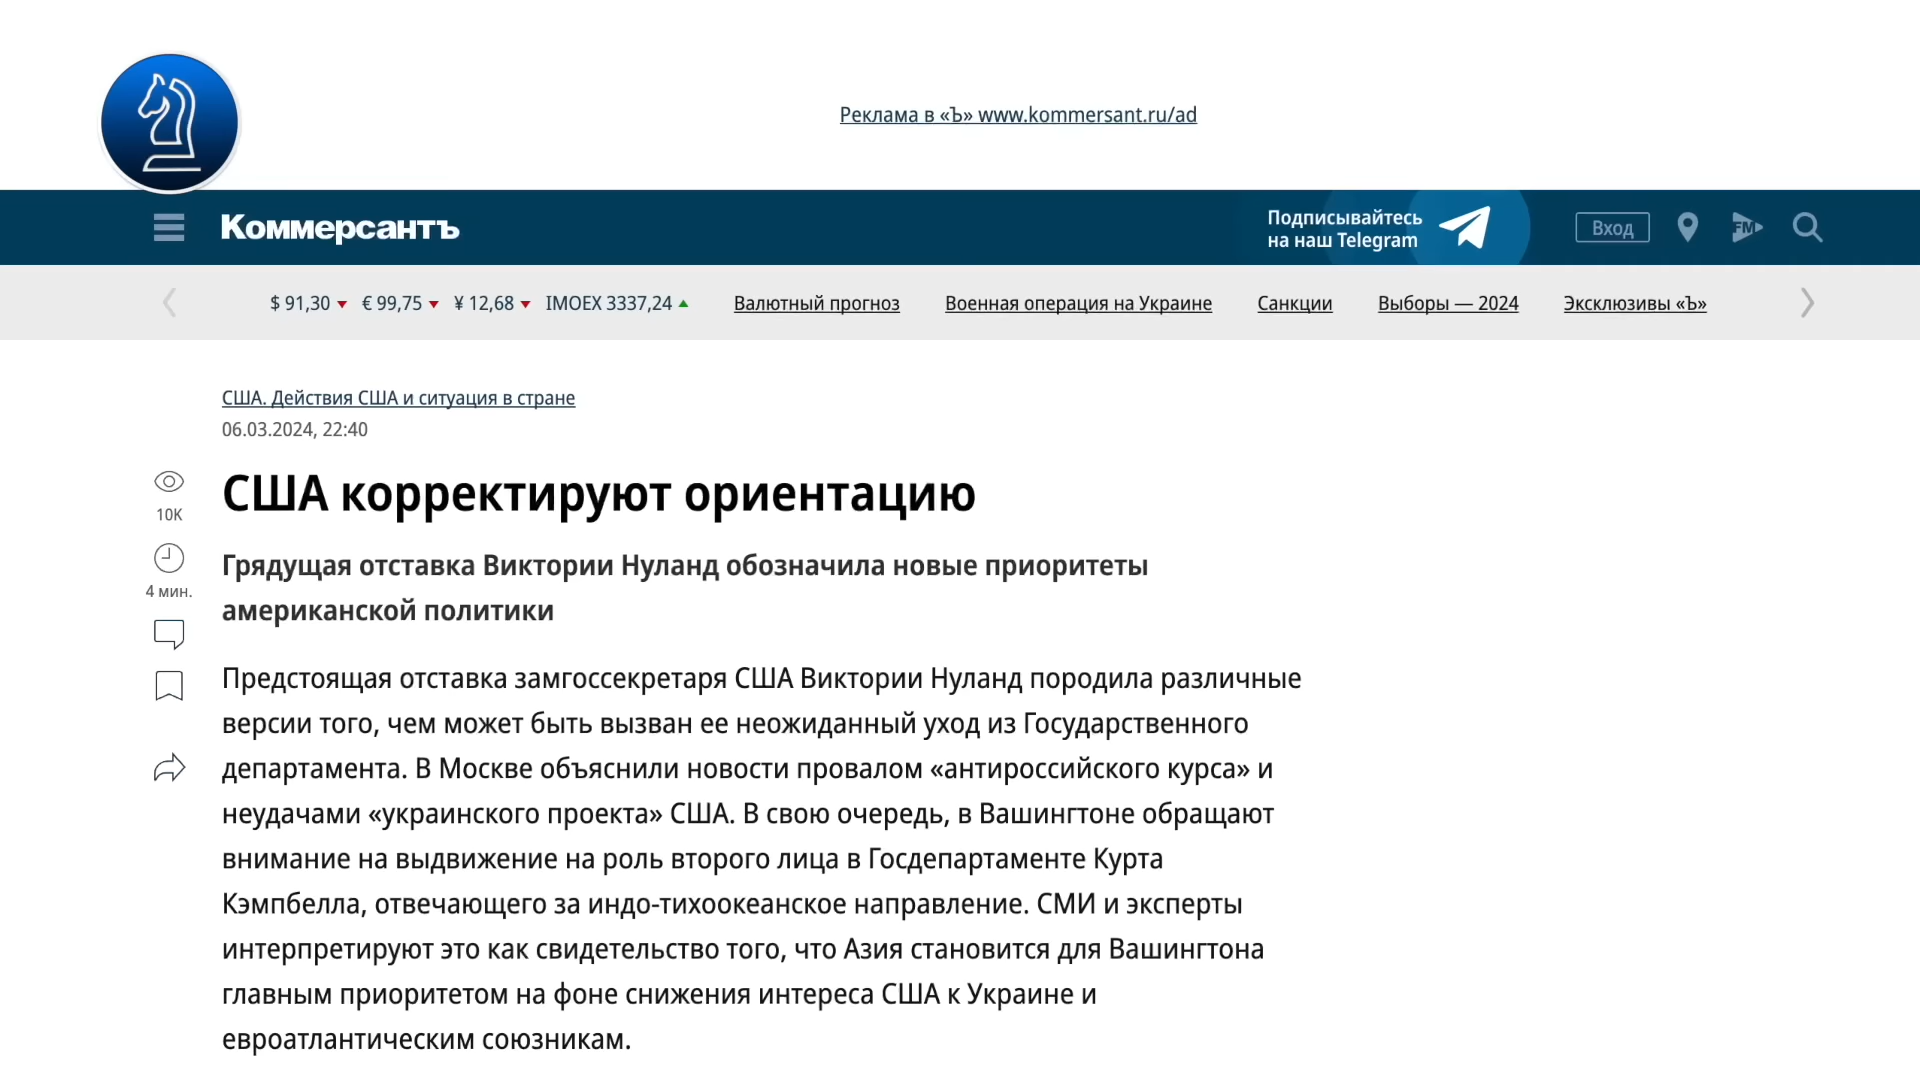 Реклама в «Ъ» www.kommersant.ru/ad
Коммерсантъ
Подписывайтесь
на наш Telegram
Вход
FM
$ 91,30 € 99,75 ¥ 12,68 IMOEX 3337,24 Валютный прогноз Военная операция на Украине Санкции Выборы — 2024 Эксклюзивы «Ъ»
США. Действия США и ситуация в стране
06.03.2024, 22:40
США корректируют ориентацию
10K
4 мин.
Грядущая отставка Виктории Нуланд обозначила новые приоритеты
американской политики
Предстоящая отставка замгоссекретаря США Виктории Нуланд породила различные
версии того, чем может быть вызван ее неожиданный уход из Государственного
департамента. В Москве объяснили новости провалом «антироссийского курса» и
неудачами «украинского проекта» США. В свою очередь, в Вашингтоне обращают
внимание на выдвижение на роль второго лица в Госдепартаменте Курта
Кэмпбелла, отвечающего за индо-тихоокеанское направление. СМИ и эксперты
интерпретируют это как свидетельство того, что Азия становится для Вашингтона
главным приоритетом на фоне снижения интереса США к Украине и
евроатлантическим союзникам.